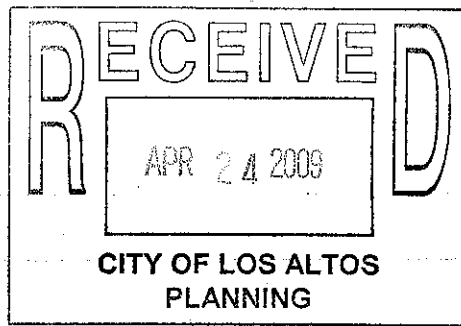 RECEIVED
APR 24 2009
CITY OF LOS ALTOS
PLANNING